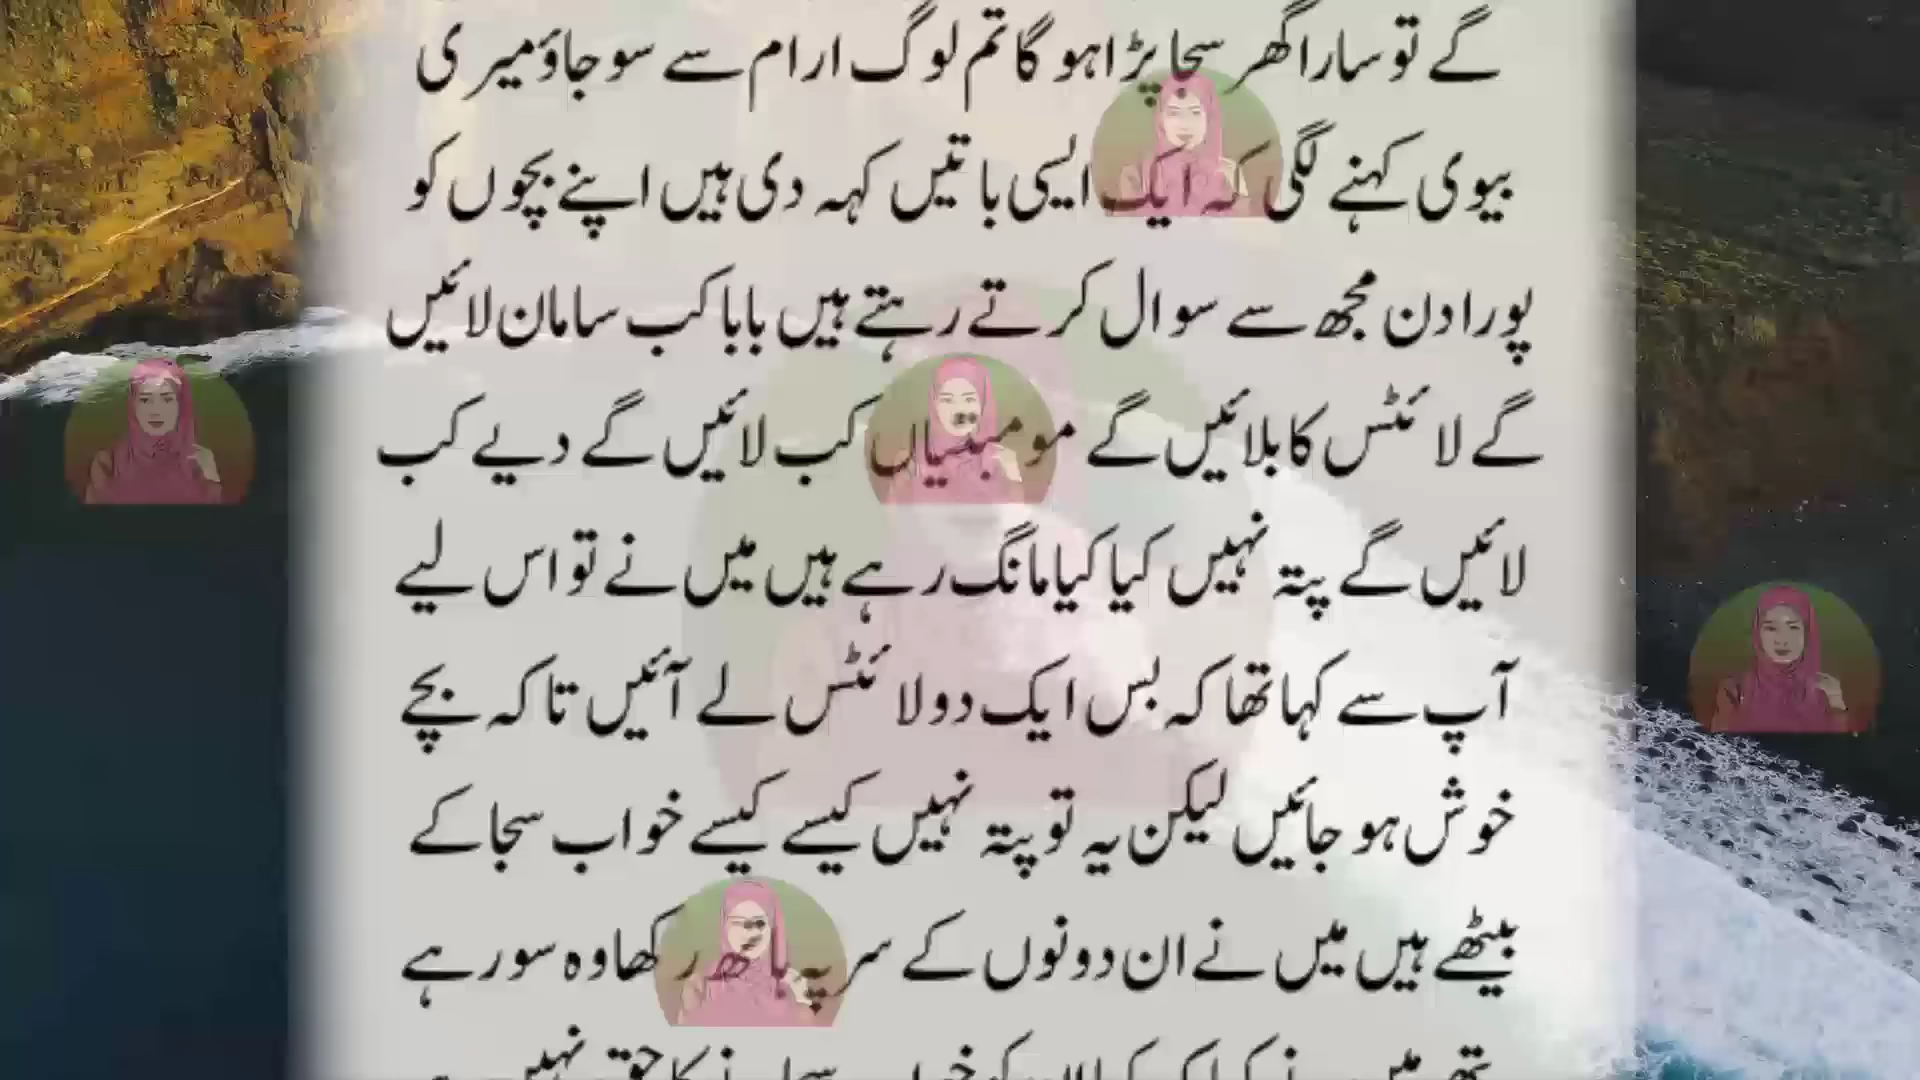 گے تو سارا گھر سجا پڑا ہو گا تم لوگ ارام سے سو جاؤ میری
بیوی کہنے لگی کہ ایک ایسی باتیں کہہ دی ہیں اپنے بچوں کو
پورا دن مجھ سے سوال کرتے رہتے ہیں بابا کب سامان لائیں
گے لائٹس کا بلائیں گے مومبتیاں کب لائیں گے دیے کب
لائیں گے پتہ نہیں کیا کیا مانگ رہے ہیں میں نے تو اس لیے
آپ سے کہا تھا کہ بس ایک دو لائٹس لے آئیں تاکہ بچے
خوش ہو جائیں لیکن یہ تو پتہ نہیں کیسے کیسے خواب سجا کے
بیٹھے ہیں میں نے ان دونوں کے سر پہ ہاتھ رکھا وہ سو رہے